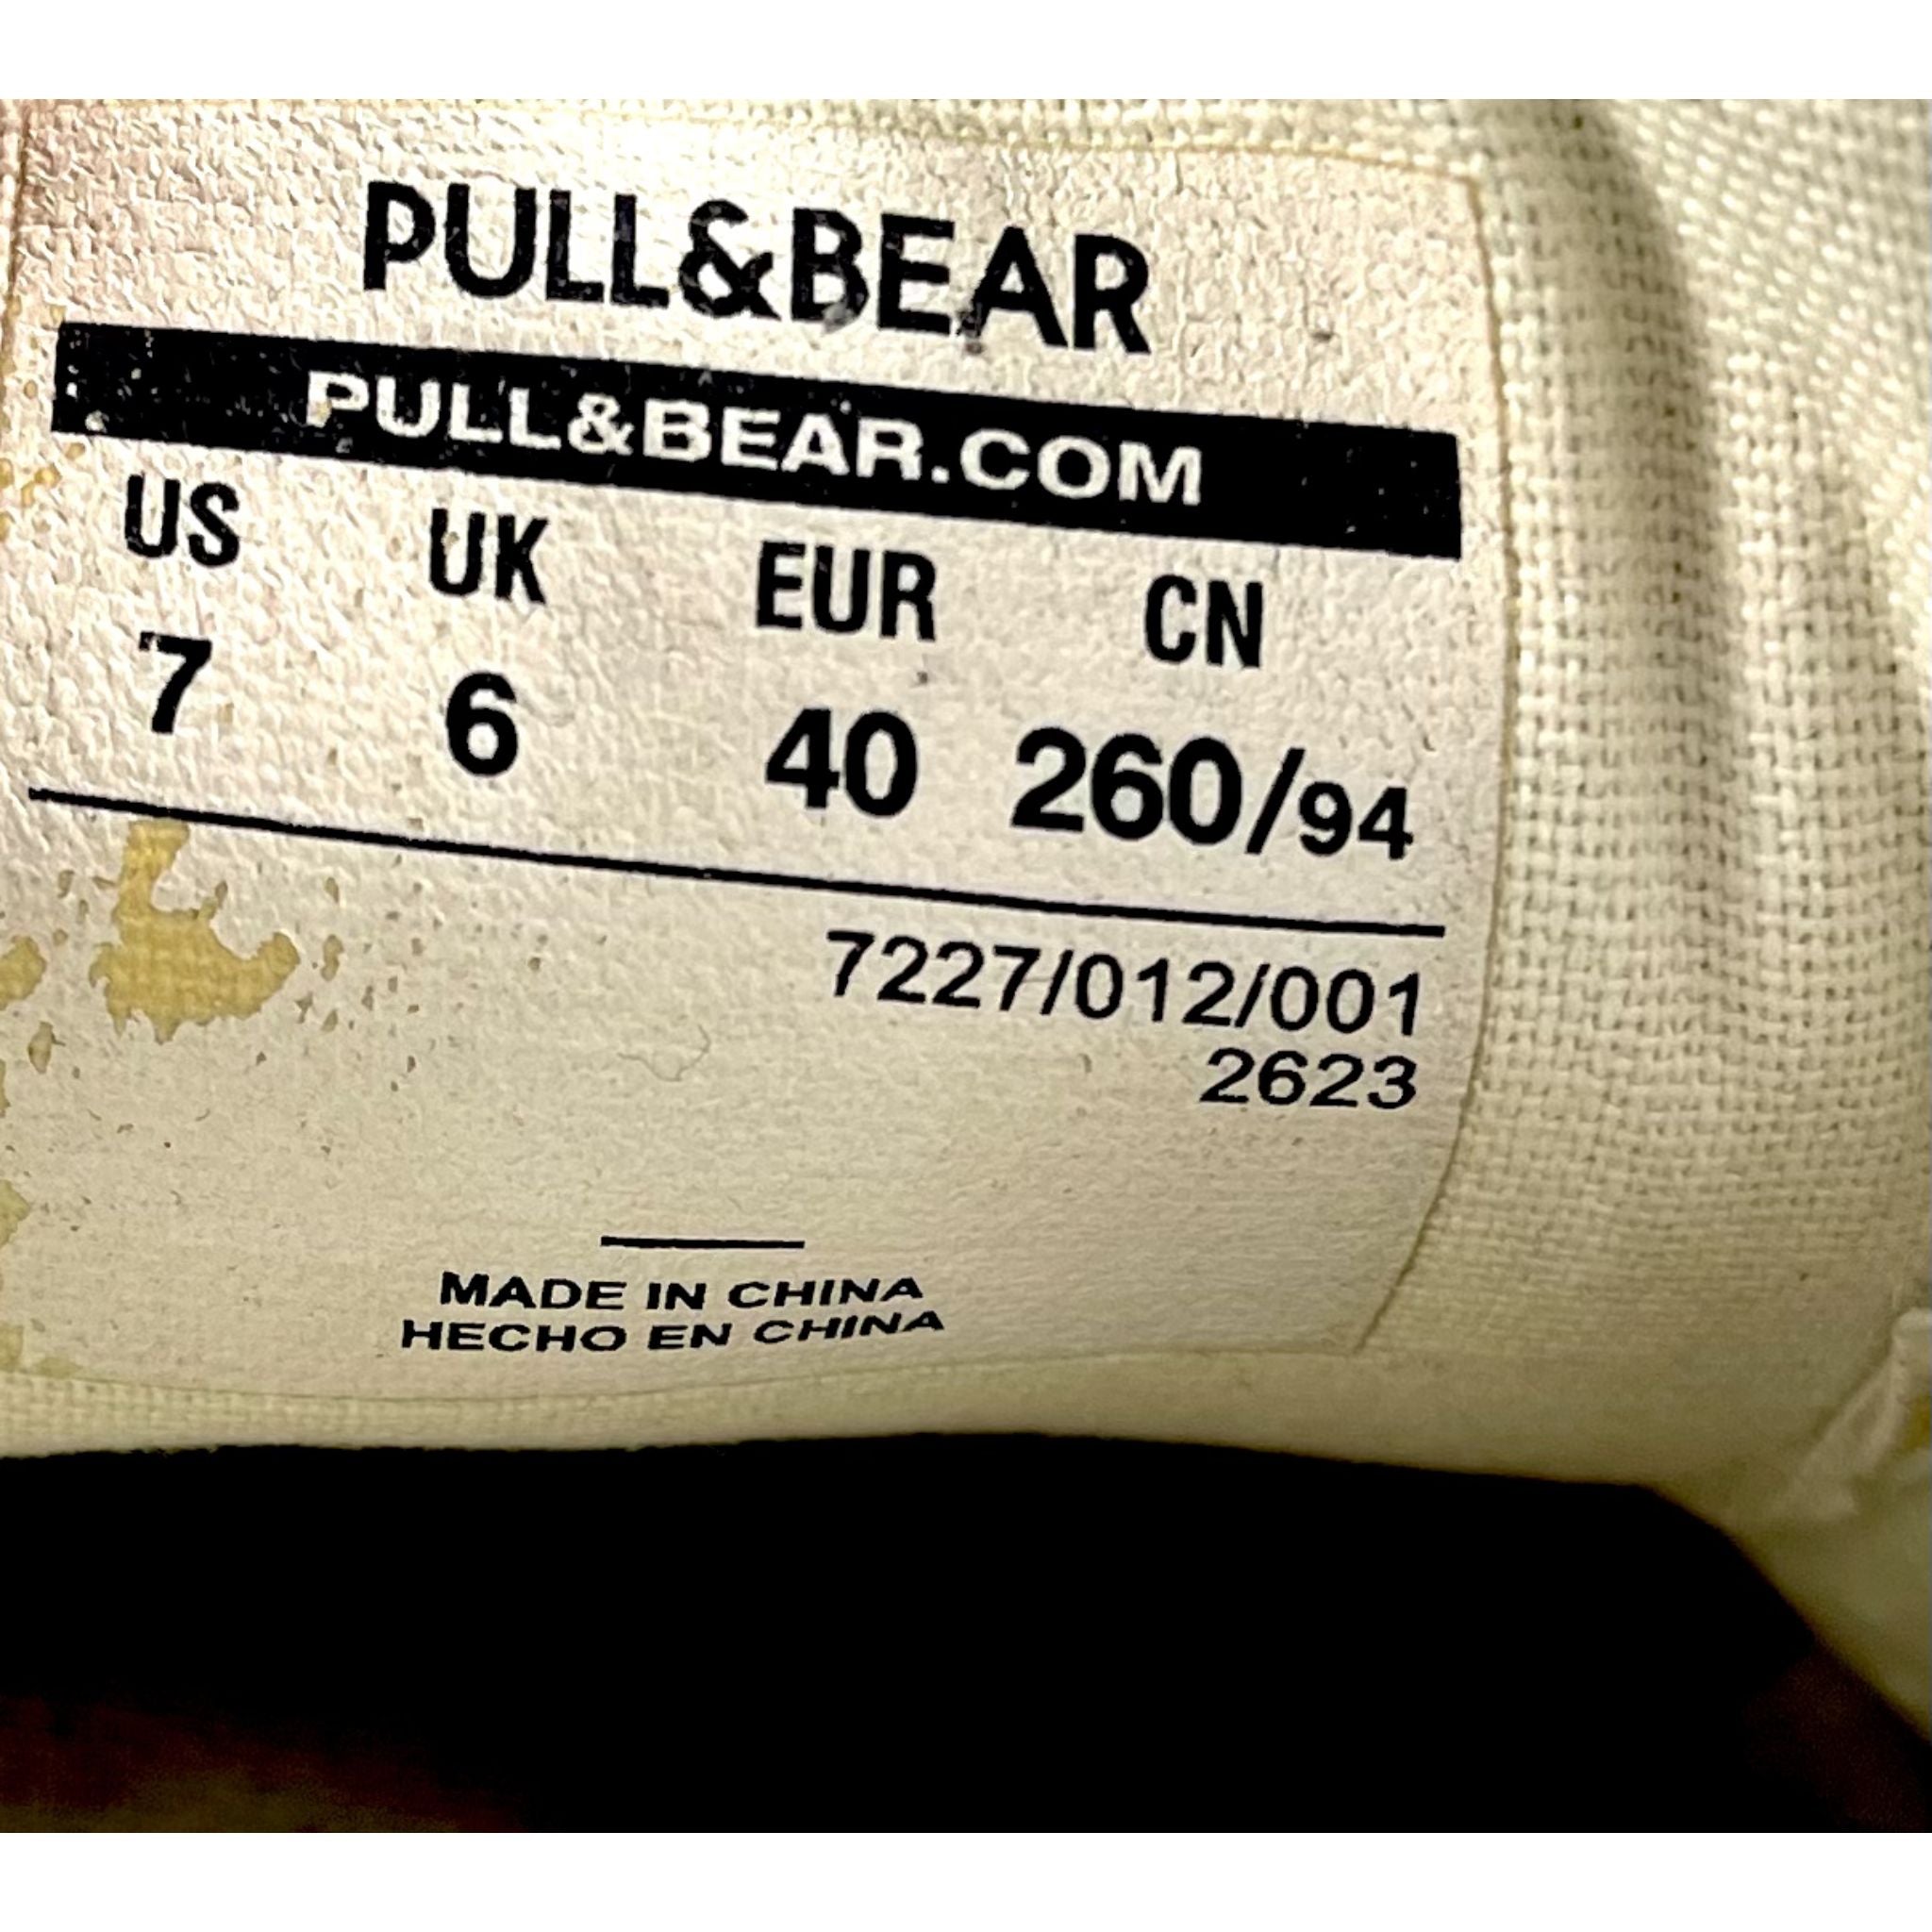 PULL&BEAR
PULL&BEAR.COM
US UK EUR CN
7 6 40 260/94
7227/012/001
2623
MADE IN CHINA
HECHO EN CHINA